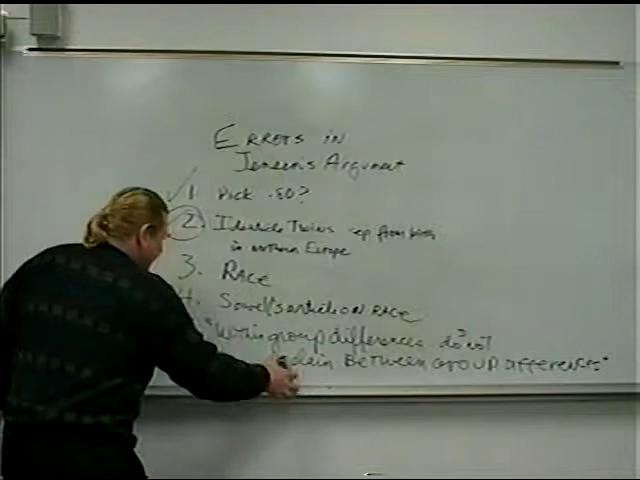 ERRORS in
Jensen's Argument
1 Pick .80?
2. Identical Twins sep from birth
in northern Europe
3. RACE
4. Sowell's article ON RACE
"Within group differences do not
explain BETWEEN GROUP differences"